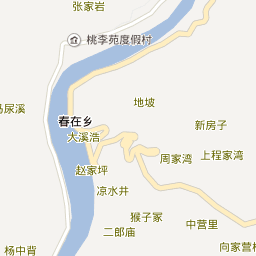 张家岩
桃李苑度假村
马尿溪
地坡
春在乡
新房子
大溪浩
周家湾
上程家湾
赵家坪
凉水井
猴子冢
中营里
二郎庙
杨中背
向家营